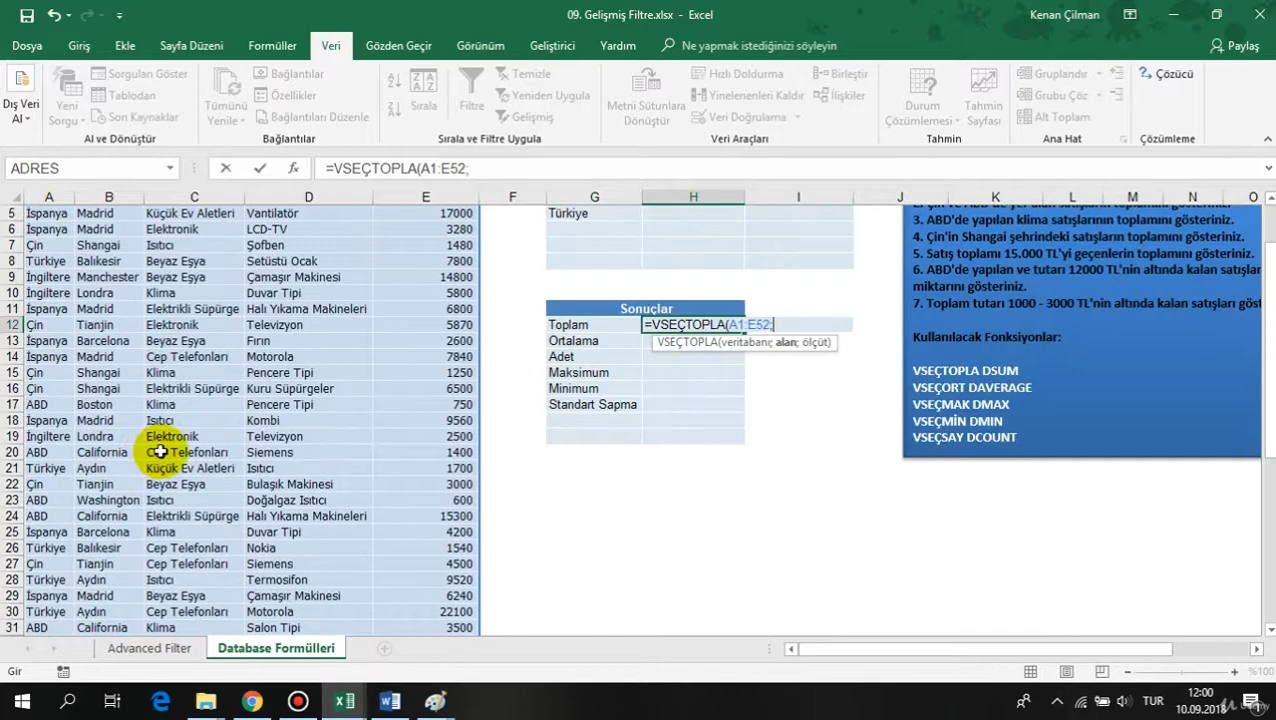 09. Gelişmiş Filtre.xlsx - Excel
Kenan Çilman
Dosya Giriş Ekle Sayfa Düzeni Formüller Veri Gözden Geçir Görünüm Geliştirici Yardım Ne yapmak istediğinizi söyleyin Paylaş
Dış Veri Al
Yeni Sorgu
Sorguları Göster
Tablodan
Son Kaynaklar
Al ve Dönüştür
Tümünü Yenile
Bağlantılar
Özellikler
Bağlantıları Düzenle
Bağlantılar
Sırala
Filtre
Temizle
Yeniden Uygula
Gelişmiş
Sırala ve Filtre Uygula
Metni Sütunlara Dönüştür
Hızlı Doldurma
Yinelenenleri Kaldır
Veri Doğrulama
Birleştir
İlişkiler
Veri Araçları
Durum Çözümlemesi
Tahmin Sayfası
Tahmin
Gruplandır
Grubu Çöz
Alt Toplam
Ana Hat
Çözücü
Çözümleme
ADRES
=VSEÇTOPLA(A1:E52;
A B C D E F G H I J K L M N O
5 İspanya Madrid Küçük Ev Aletleri Vantilatör 17000
6 İspanya Madrid Elektronik LCD-TV 3280
7 Çin Shangai Isıtıcı Şofben 1480
8 Türkiye Balıkesir Beyaz Eşya Setüstü Ocak 7800
9 İngiltere Manchester Beyaz Eşya Çamaşır Makinesi 14800
10 İngiltere Londra Klima Duvar Tipi 5800
11 İspanya Madrid Elektrikli Süpürge Halı Yıkama Makineleri 6800
12 Çin Tianjin Elektronik Televizyon 5870
13 Türkiye Balıkesir Beyaz Eşya Fırın 2600
14 İspanya Madrid Cep Telefonları Motorola 7840
15 Çin Shangai Klima Pencere Tipi 1250
16 Çin Shangai Elektrikli Süpürge Kuru Süpürgeler 6500
17 ABD Boston Klima Pencere Tipi 750
18 İspanya Madrid Isıtıcı Kombi 9560
19 İngiltere Londra Elektronik Televizyon 2500
20 ABD California Telefonları Siemens 1400
21 Türkiye Aydın Küçük Ev Aletleri Isıtıcı 1700
22 Çin Tianjin Beyaz Eşya Bulaşık Makinesi 3000
23 ABD Washington Isıtıcı Doğalgaz Isıtıcı 600
24 ABD California Elektrikli Süpürge Halı Yıkama Makineleri 15300
25 İspanya Barcelona Klima Duvar Tipi 4200
26 Türkiye Balıkesir Cep Telefonları Nokia 1540
27 Çin Tianjin Cep Telefonları Siemens 4500
28 Türkiye Aydın Isıtıcı Termosifon 9520
29 İspanya Madrid Beyaz Eşya Çamaşır Makinesi 6240
30 Türkiye Aydın Cep Telefonları Motorola 22100
31 ABD California Klima Salon Tipi 3500
Türkiye
Sonuçlar
Toplam =VSEÇTOPLA(A1:E52;
VSEÇTOPLA(veritabanı; alan; ölçüt)
Ortalama
Adet
Maksimum
Minimum
Standart Sapma
3. ABD'de yapılan klima satışlarının toplamını gösteriniz.
4. Çin'in Shangai şehrindeki satışların toplamını gösteriniz.
5. Satış toplamı 15.000 TL'yi geçenlerin toplamını gösteriniz.
6. ABD'de yapılan ve tutarı 12000 TL'nin altında kalan satışlar
miktarını gösteriniz.
7. Toplam tutarı 1000 - 3000 TL'nin altında kalan satışları göst
Kullanılacak Fonksiyonlar:
VSEÇTOPLA DSUM
VSEÇORT DAVERAGE
VSEÇMAK DMAX
VSEÇMİN DMIN
VSEÇSAY DCOUNT
Advanced Filter Database Formülleri
Gir
%100
TUR
12:00
10.09.2018